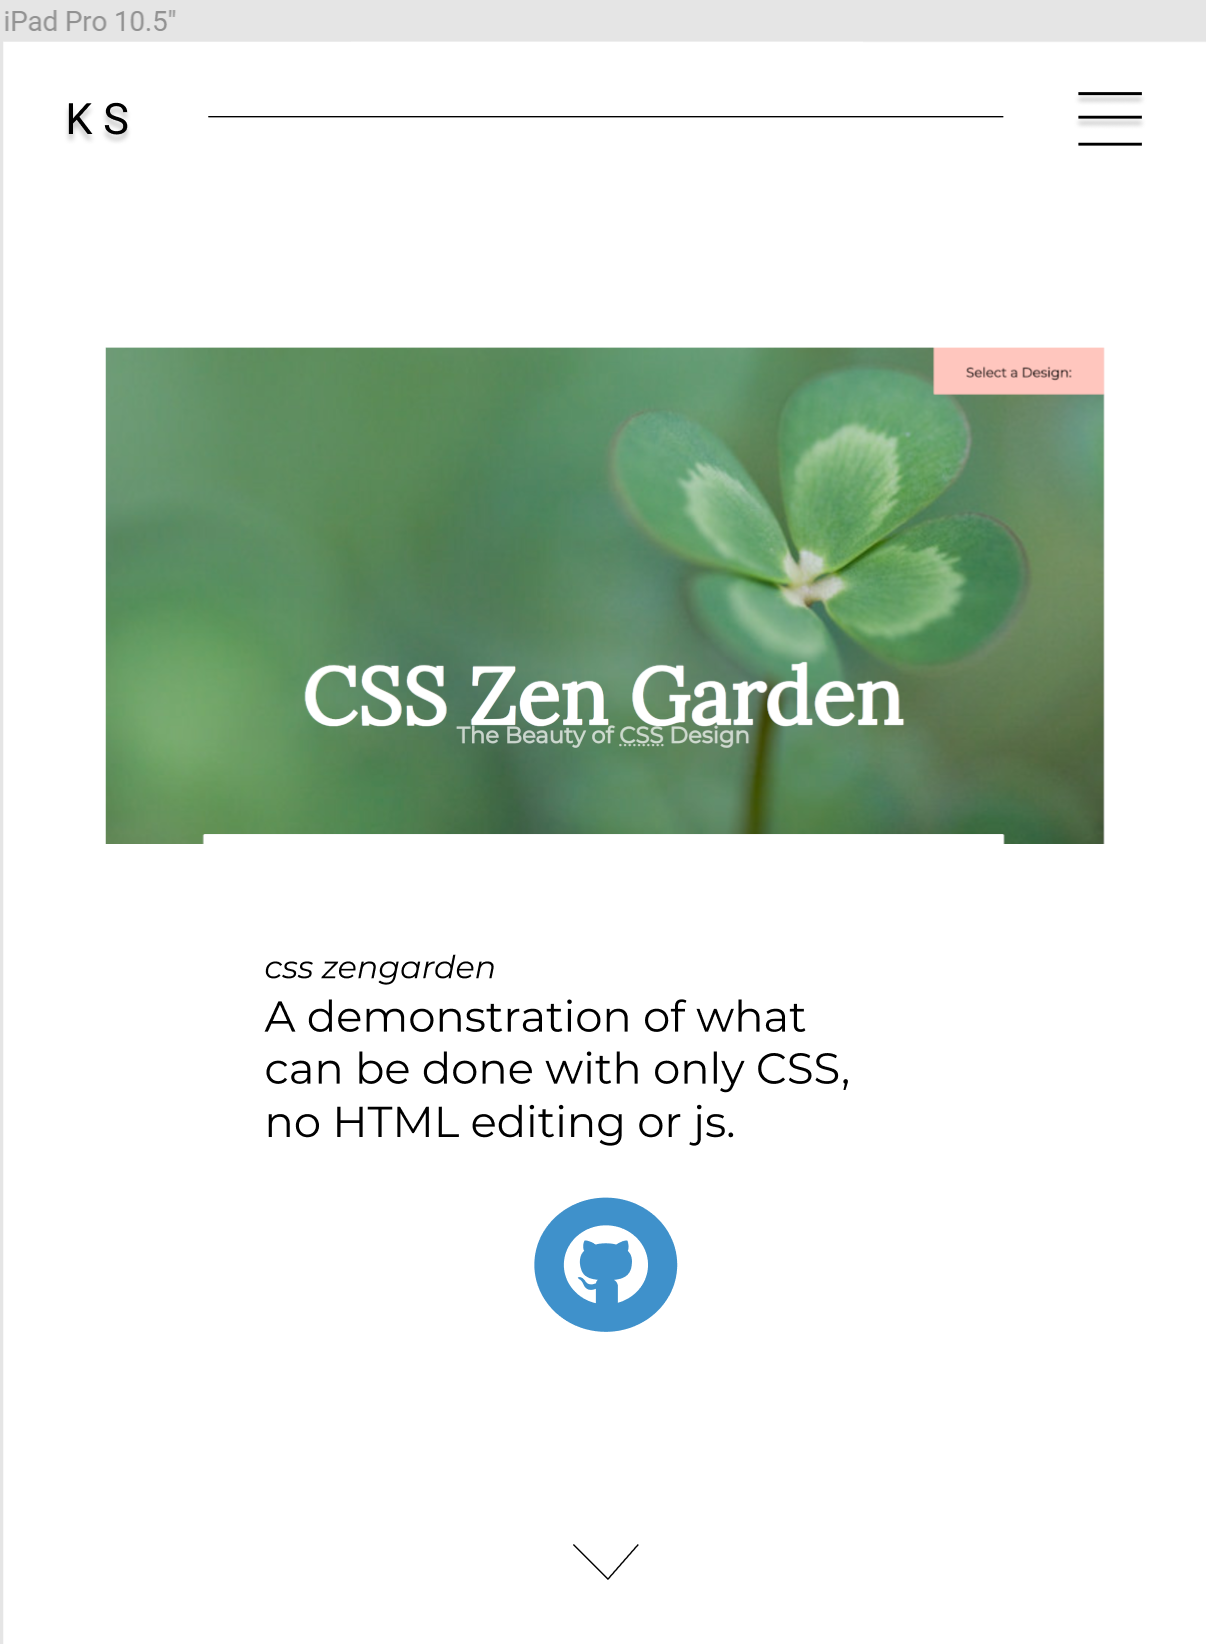 iPad Pro 10.5"
K S
Select a Design:
CSS Zen Garden
The Beauty of CSS Design
css zengarden
A demonstration of what
can be done with only CSS,
no HTML editing or js.